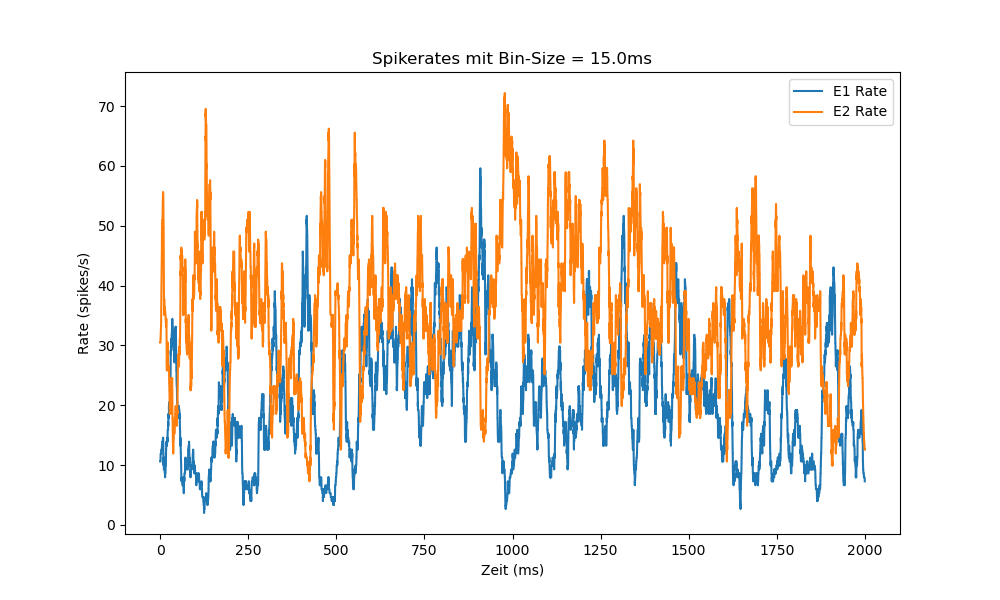 Spikerates mit Bin-Size = 15.0ms
E1 Rate
E2 Rate
Rate (spikes/s)
70
60
50
40
30
20
10
0
0 250 500 750 1000 1250 1500 1750 2000
Zeit (ms)